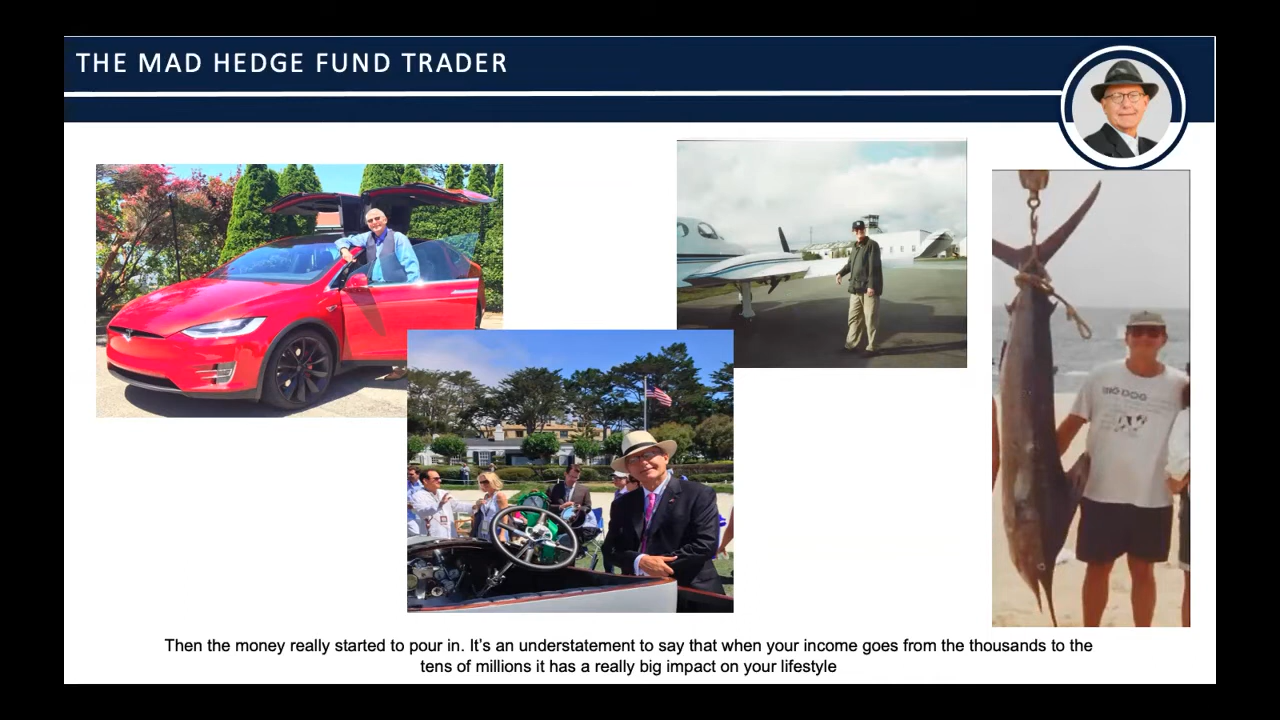 THE MAD HEDGE FUND TRADER
BIG DOG
Then the money really started to pour in. It's an understatement to say that when your income goes from the thousands to the
tens of millions it has a really big impact on your lifestyle